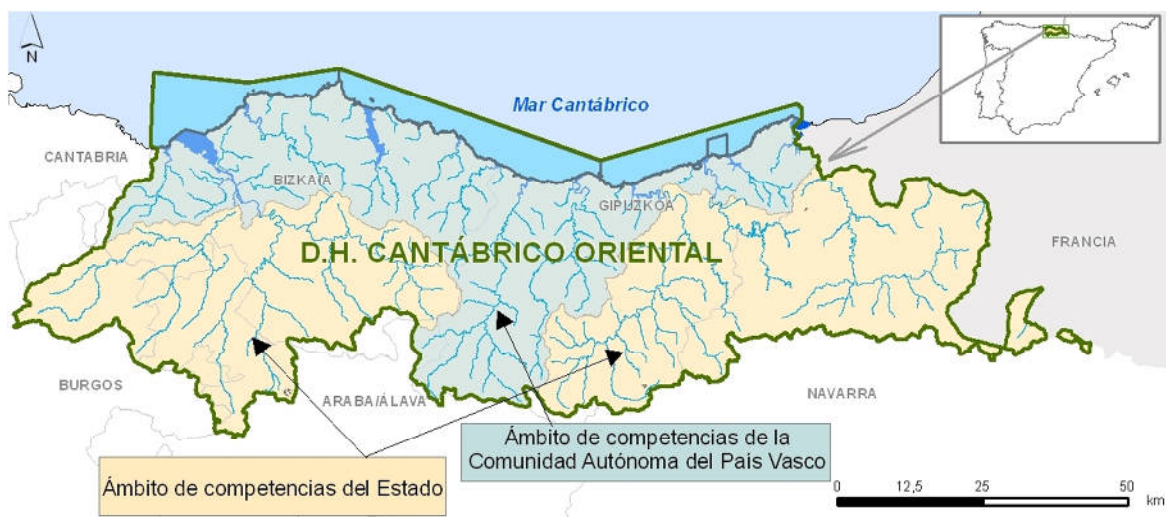 N
Mar Cantábrico
CANTABRIA
BIZKAIA
GIPUZKOA
D.H. CANTÁBRICO ORIENTAL
FRANCIA
BURGOS
ARABA/ÁLAVA
NAVARRA
Ámbito de competencias de la
Comunidad Autónoma del País Vasco
Ámbito de competencias del Estado
0 12,5 25 50
km